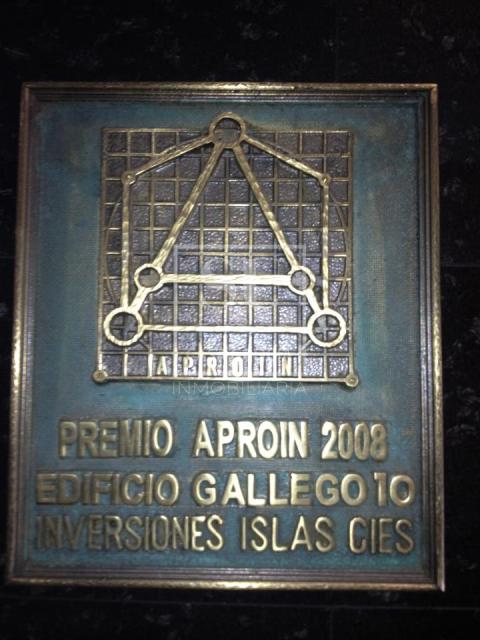 APROIN
INMOBILIARIA
PREMIO APROIN 2008
EDIFICIO GALLEGO 10
INVERSIONES ISLAS CIES